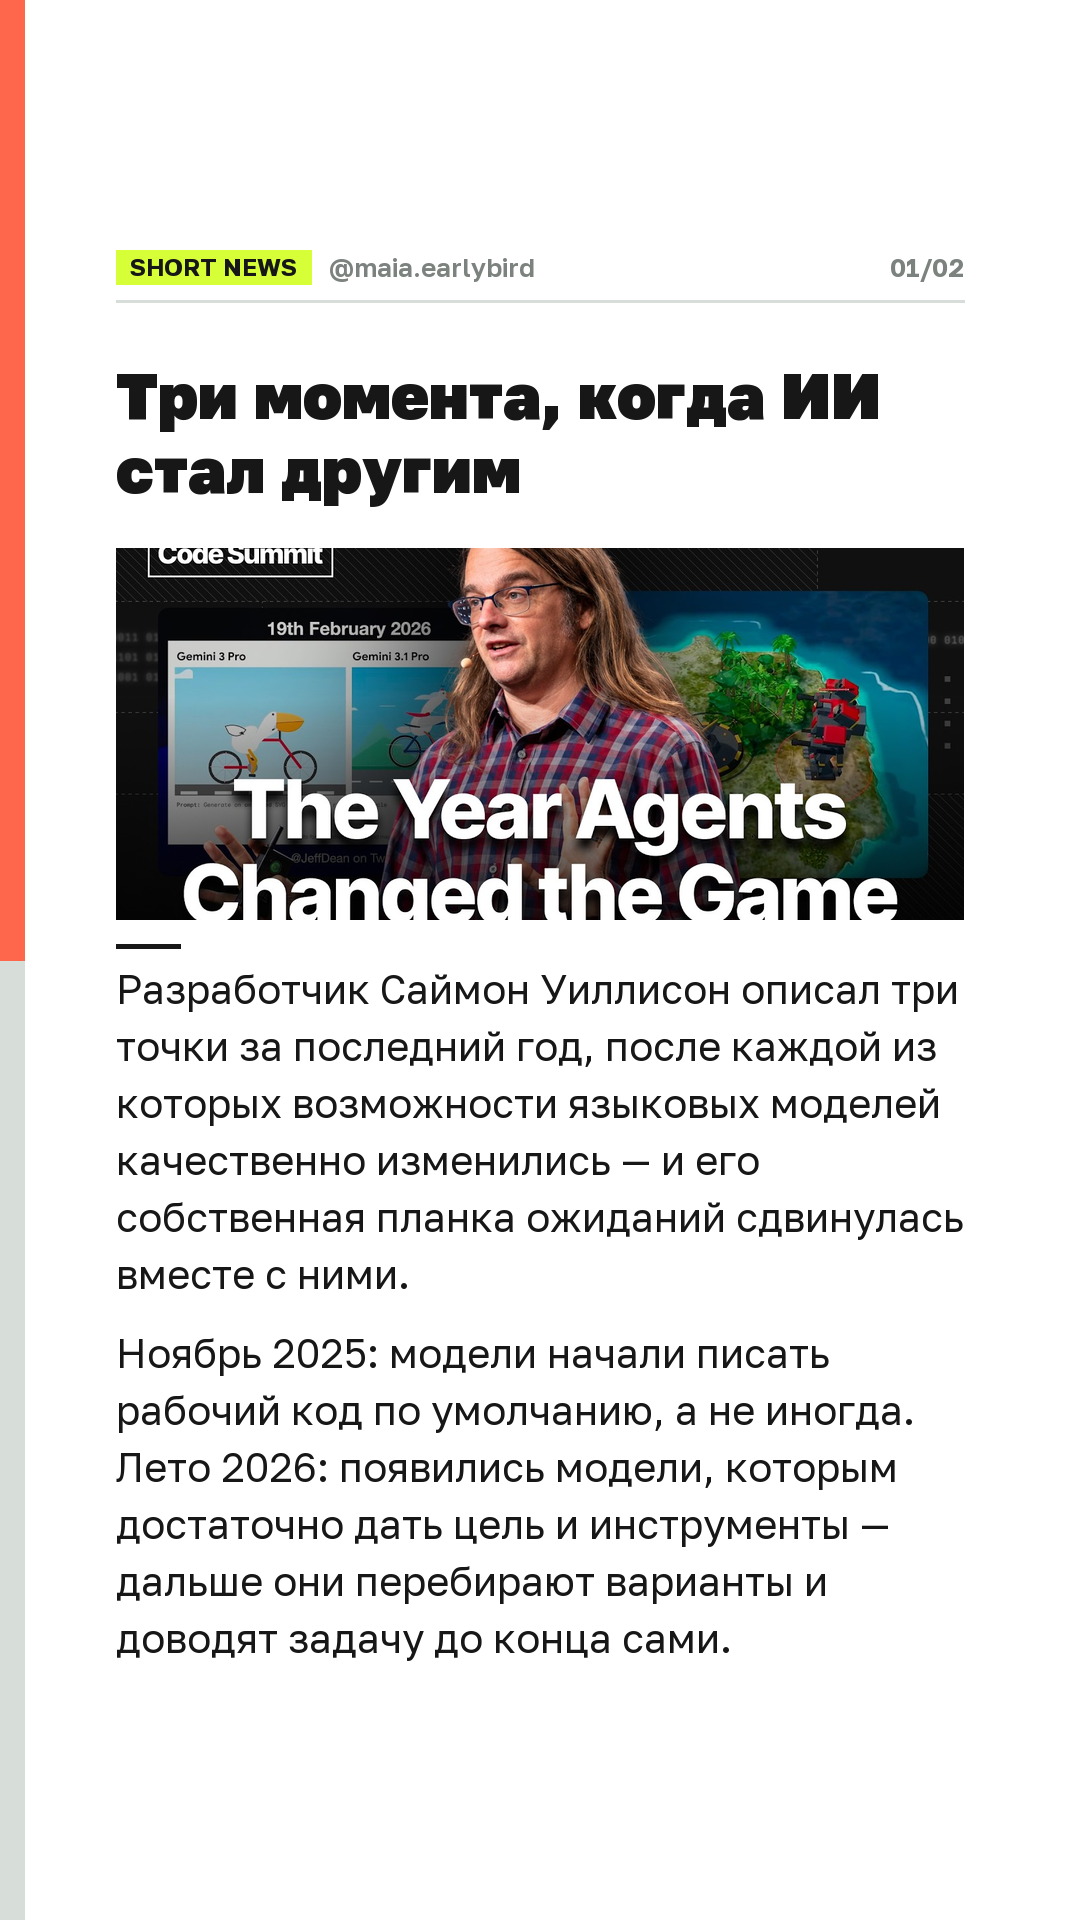 SHORT NEWS @maia.earlybird 01/02
Три момента, когда ИИ
стал другим
Code Summit
19th February 2026
Gemini 3 Pro
Gemini 3.1 Pro
The Year Agents
@JeffDean on Tw
Changed the Game
Разработчик Саймон Уиллисон описал три
точки за последний год, после каждой из
которых возможности языковых моделей
качественно изменились — и его
собственная планка ожиданий сдвинулась
вместе с ними.
Ноябрь 2025: модели начали писать
рабочий код по умолчанию, а не иногда.
Лето 2026: появились модели, которым
достаточно дать цель и инструменты —
дальше они перебирают варианты и
доводят задачу до конца сами.